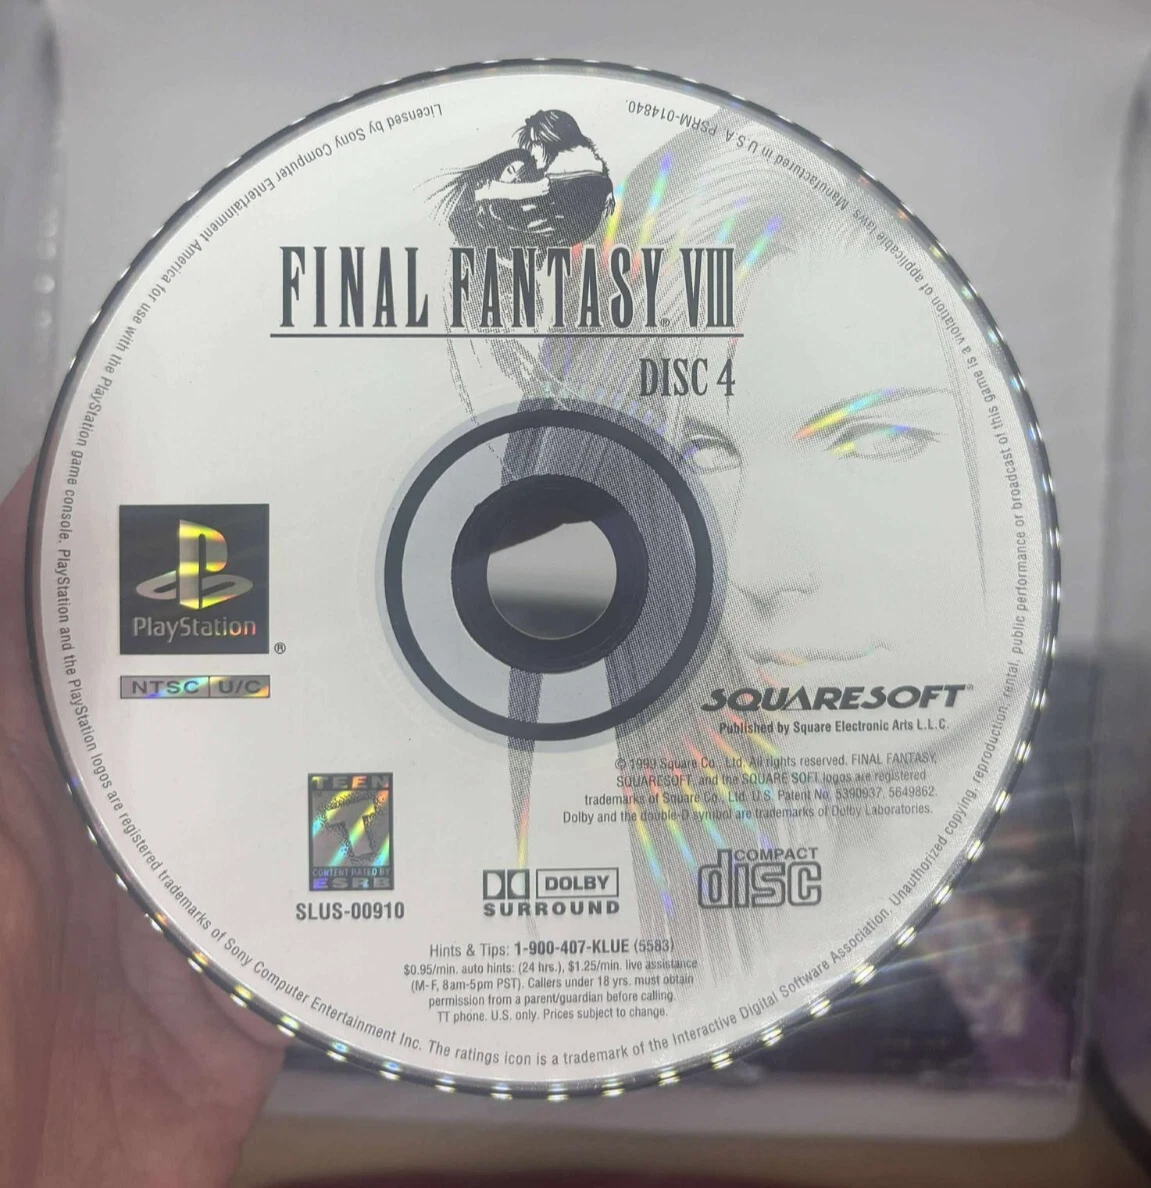 Licensed by Sony Computer Entertainment America for use with the PlayStation game console. PlayStation and the PlayStation logos are registered trademarks of Sony Computer Entertainment Inc. The ratings icon is a trademark of the Interactive Digital Software Association. Unauthorized copying, reproduction, rental, public performance or broadcast of this game is a violation of applicable laws Manufactured in U.S.A. PSRM-014840.
FINAL FANTASY® VIII
DISC 4
PlayStation
®
NTSC U/C
SQUARESOFT®
Published by Square Electronic Arts L.L.C.
© 1999 Square Co., Ltd. All rights reserved. FINAL FANTASY,
SQUARESOFT, and the SQUARE SOFT logos are registered
trademarks of Square Co., Ltd. U.S. Patent No. 5390937, 5649862.
Dolby and the double-D symbol are trademarks of Dolby Laboratories.
TEEN
T
CONTENT RATED BY
ESRB
SLUS-00910
DOLBY
SURROUND
COMPACT
disc
Hints & Tips: 1-900-407-KLUE (5583)
$0.95/min. auto hints: (24 hrs.), $1.25/min. live assistance
(M-F, 8am-5pm PST). Callers under 18 yrs. must obtain
permission from a parent/guardian before calling.
TT phone. U.S. only. Prices subject to change.